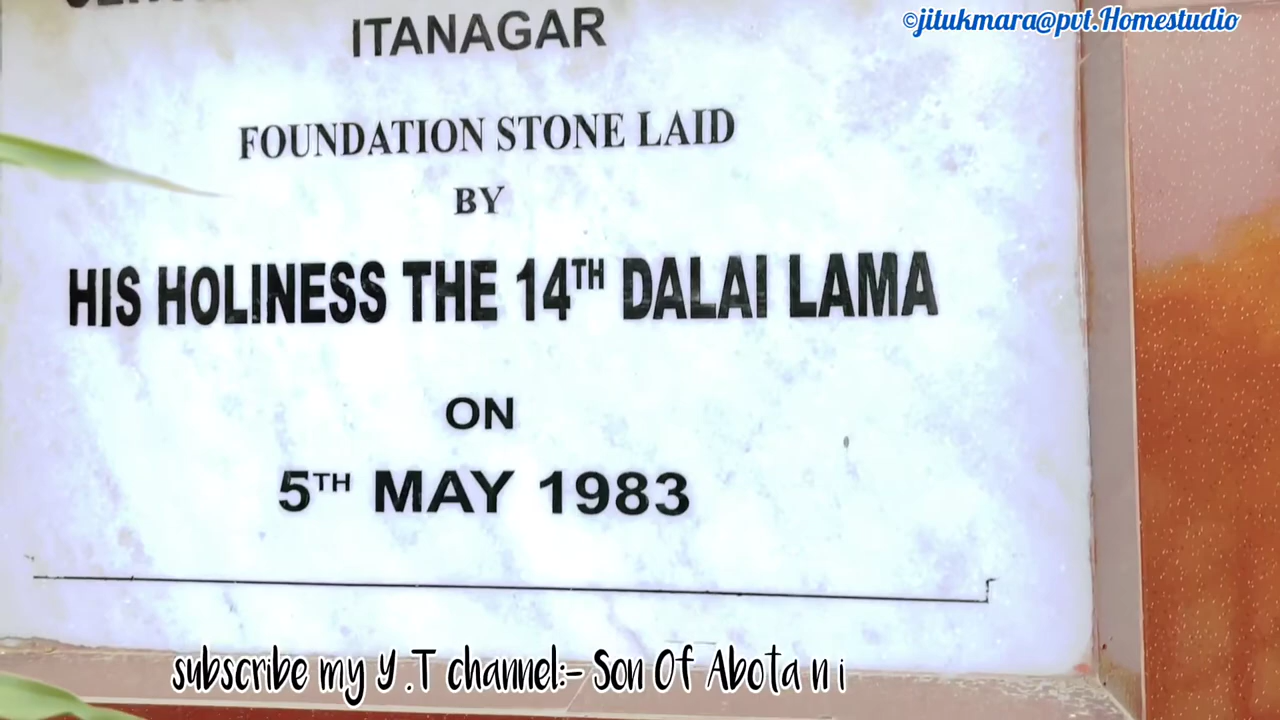 ©jitukmara@pvt.Homestudio
ITANAGAR
FOUNDATION STONE LAID
BY
HIS HOLINESS THE 14TH DALAI LAMA
ON
5TH MAY 1983
subscribe my Y .T channel:- Son Of Abota n i